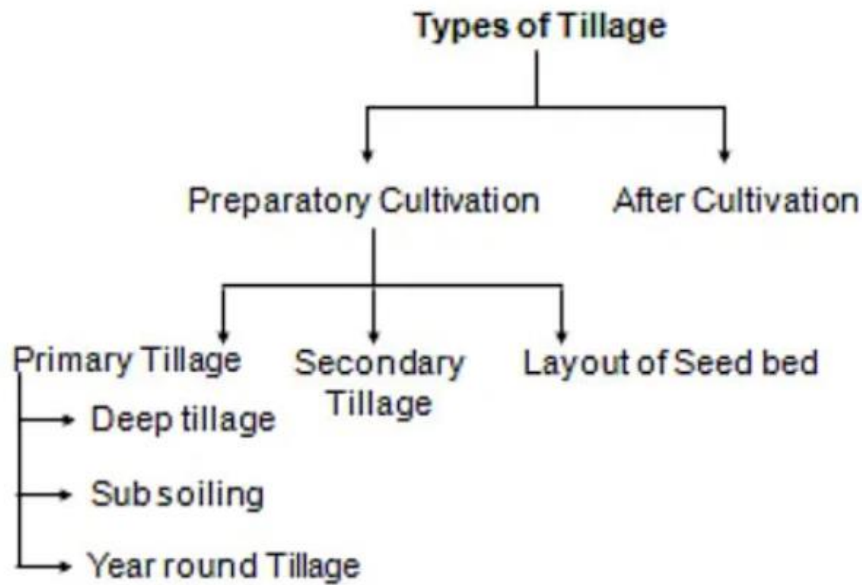 Types of Tillage
Preparatory Cultivation
After Cultivation
Primary Tillage
Secondary
Tillage
Layout of Seed bed
Deep tillage
Sub soiling
Year round Tillage